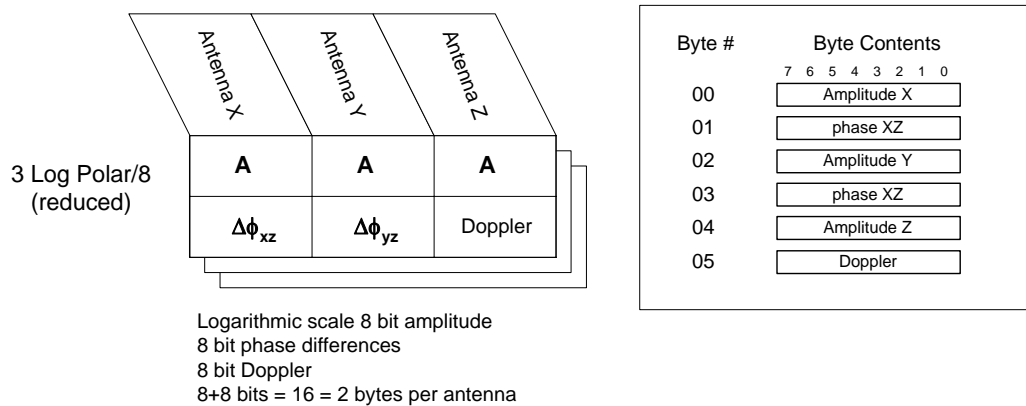 Antenna X
Antenna Y
Antenna Z
3 Log Polar/8
(reduced)
A
A
A
Δϕxz
Δϕyz
Doppler
Logarithmic scale 8 bit amplitude
8 bit phase differences
8 bit Doppler
8+8 bits = 16 = 2 bytes per antenna
Byte # Byte Contents
7 6 5 4 3 2 1 0
00 Amplitude X
01 phase XZ
02 Amplitude Y
03 phase XZ
04 Amplitude Z
05 Doppler